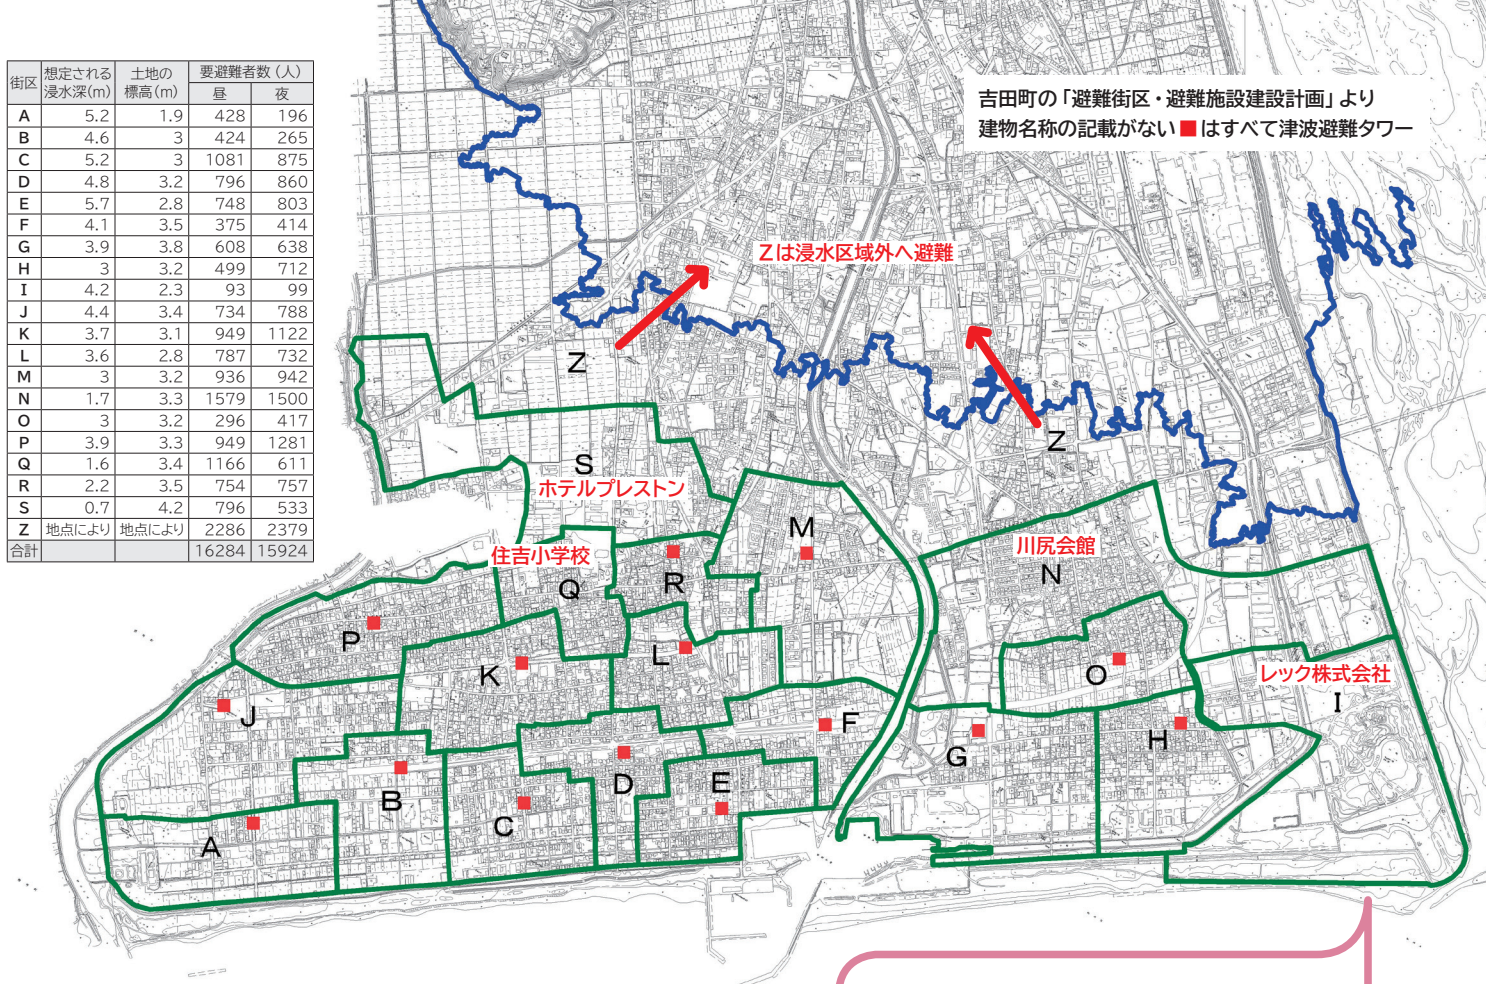 街区 想定される浸水深(m) 土地の標高(m) 要避難者数（人）
昼 夜
A 5.2 1.9 428 196
B 4.6 3 424 265
C 5.2 3 1081 875
D 4.8 3.2 796 860
E 5.7 2.8 748 803
F 4.1 3.5 375 414
G 3.9 3.8 608 638
H 3 3.2 499 712
I 4.2 2.3 93 99
J 4.4 3.4 734 788
K 3.7 3.1 949 1122
L 3.6 2.8 787 732
M 3 3.2 936 942
N 1.7 3.3 1579 1500
O 3 3.2 296 417
P 3.9 3.3 949 1281
Q 1.6 3.4 1166 611
R 2.2 3.5 754 757
S 0.7 4.2 796 533
Z 地点により 地点により 2286 2379
合計 16284 15924
吉田町の「避難街区・避難施設建設計画」より
建物名称の記載がない■はすべて津波避難タワー
Zは浸水区域外へ避難
Z
Z
S
ホテルプレストン
M
住吉小学校
川尻会館
Q
R
N
P
K
L
O
レック株式会社
I
J
F
G
H
B
D
E
C
A